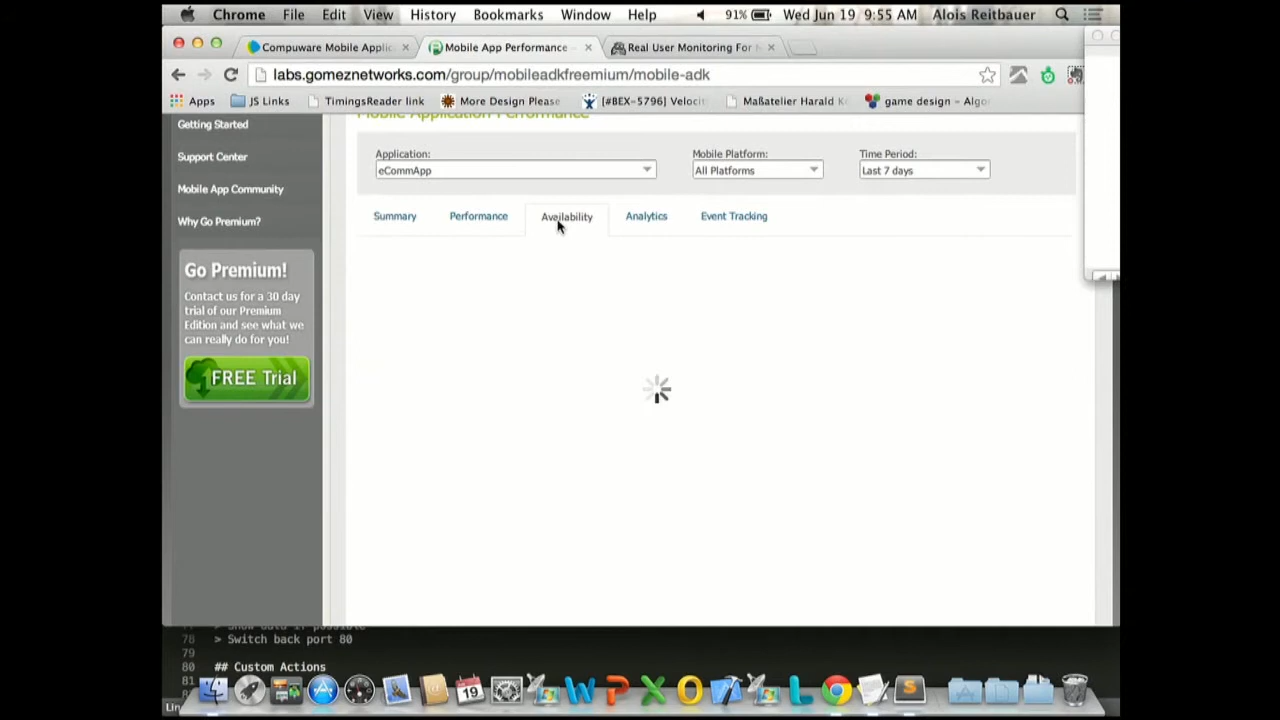 Chrome File Edit View History Bookmarks Window Help 91% Wed Jun 19 9:55 AM Alois Reitbauer
Compuware Mobile Applic Mobile App Performance Real User Monitoring For
labs.gomeznetworks.com/group/mobileadkfreemium/mobile-adk
Apps JS Links TimingsReader link More Design Please [#BEX-5796] Veloci Maßatelier Harald game design – Algo
Mobile Application Performance
Getting Started
Support Center
Mobile App Community
Why Go Premium?
Go Premium!
Contact us for a 30 day
trial of our Premium
Edition and see what we
can really do for you!
FREE Trial
Application: Mobile Platform: Time Period:
eCommApp All Platforms Last 7 days
Summary Performance Availability Analytics Event Tracking
78 > Switch back port 80
79
80 ## Custom Actions
81
19